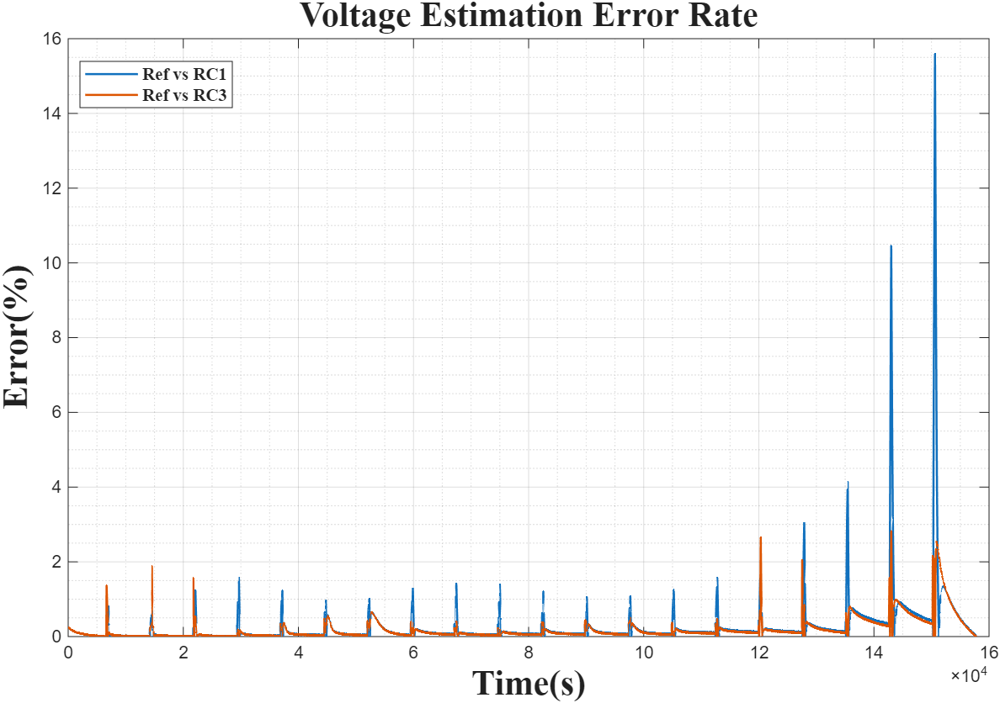 Voltage Estimation Error Rate
16
14
12
10
8
6
4
2
0
Error(%)
Ref vs RC1
Ref vs RC3
0 2 4 6 8 10 12 14 16
×10⁴
Time(s)